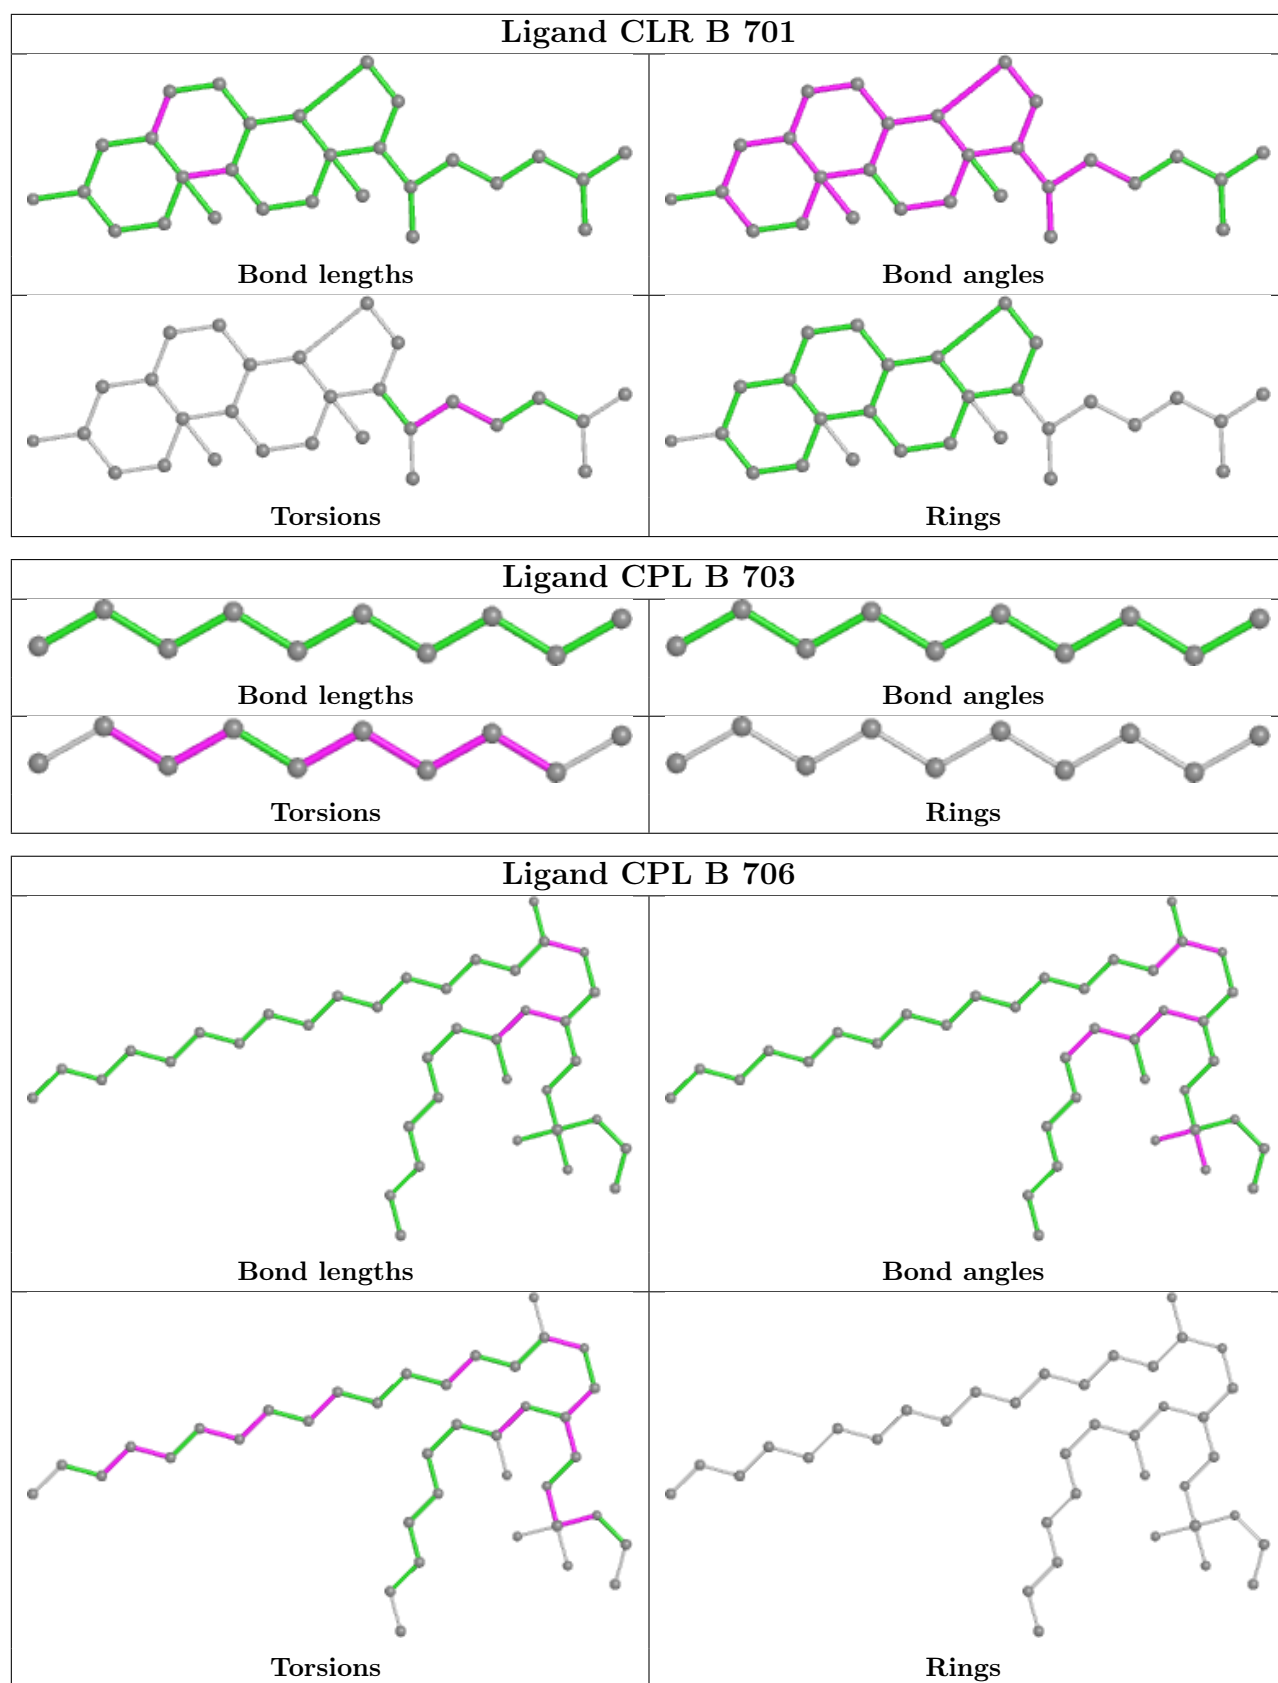 Ligand CLR B 701
Bond lengths
Bond angles
Torsions
Rings
Ligand CPL B 703
Bond lengths
Bond angles
Torsions
Rings
Ligand CPL B 706
Bond lengths
Bond angles
Torsions
Rings